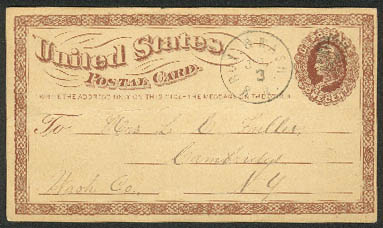 United States
Postal Card.
WRITE THE ADDRESS ONLY ON THIS SIDE - THE MESSAGE ON THE OTHER
3
To Mrs L. E. Fuller,
Cambridge
Wash. Co. N Y